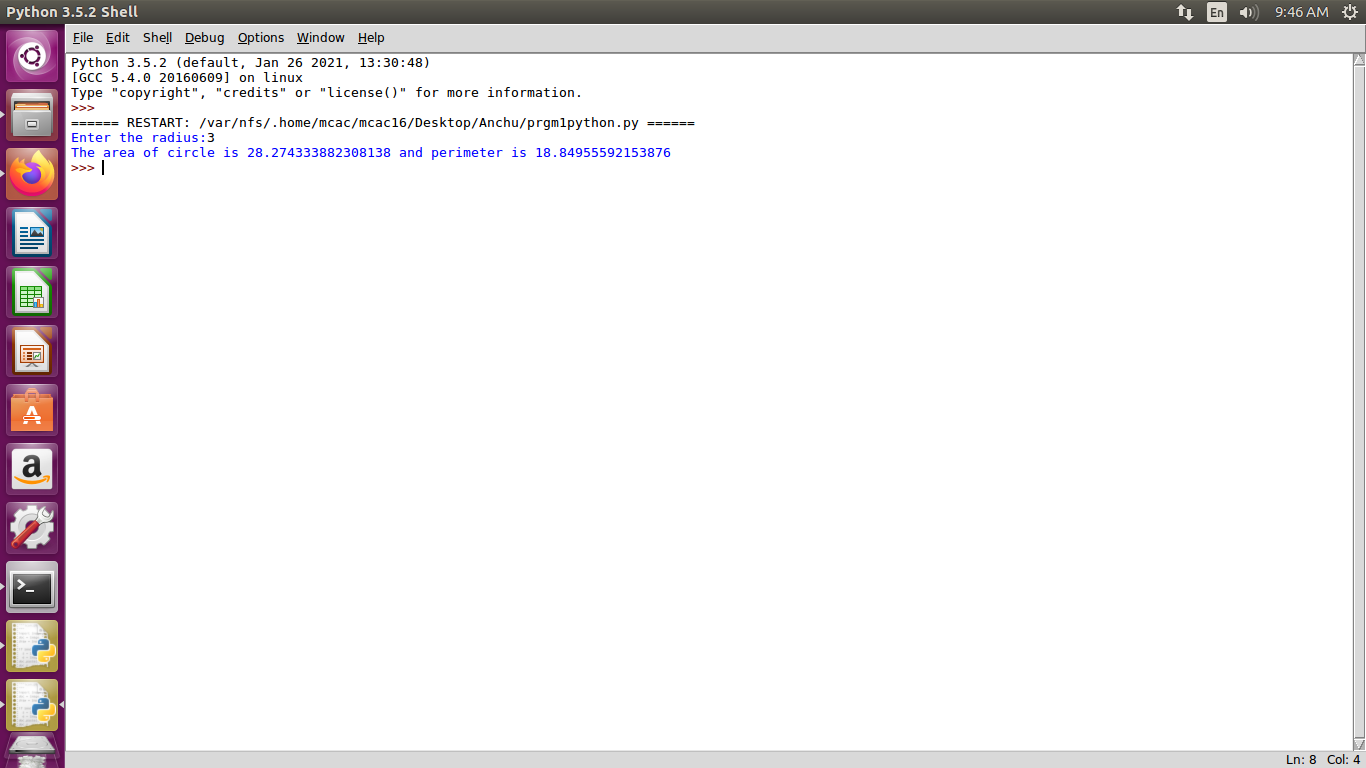 Python 3.5.2 Shell
En
9:46 AM
File Edit Shell Debug Options Window Help
Python 3.5.2 (default, Jan 26 2021, 13:30:48)
[GCC 5.4.0 20160609] on linux
Type "copyright", "credits" or "license()" for more information.
>>>
====== RESTART: /var/nfs/.home/mcac/mcac16/Desktop/Anchu/prgm1python.py ======
Enter the radius:3
The area of circle is 28.274333882308138 and perimeter is 18.84955592153876
>>>
Ln: 8 Col: 4